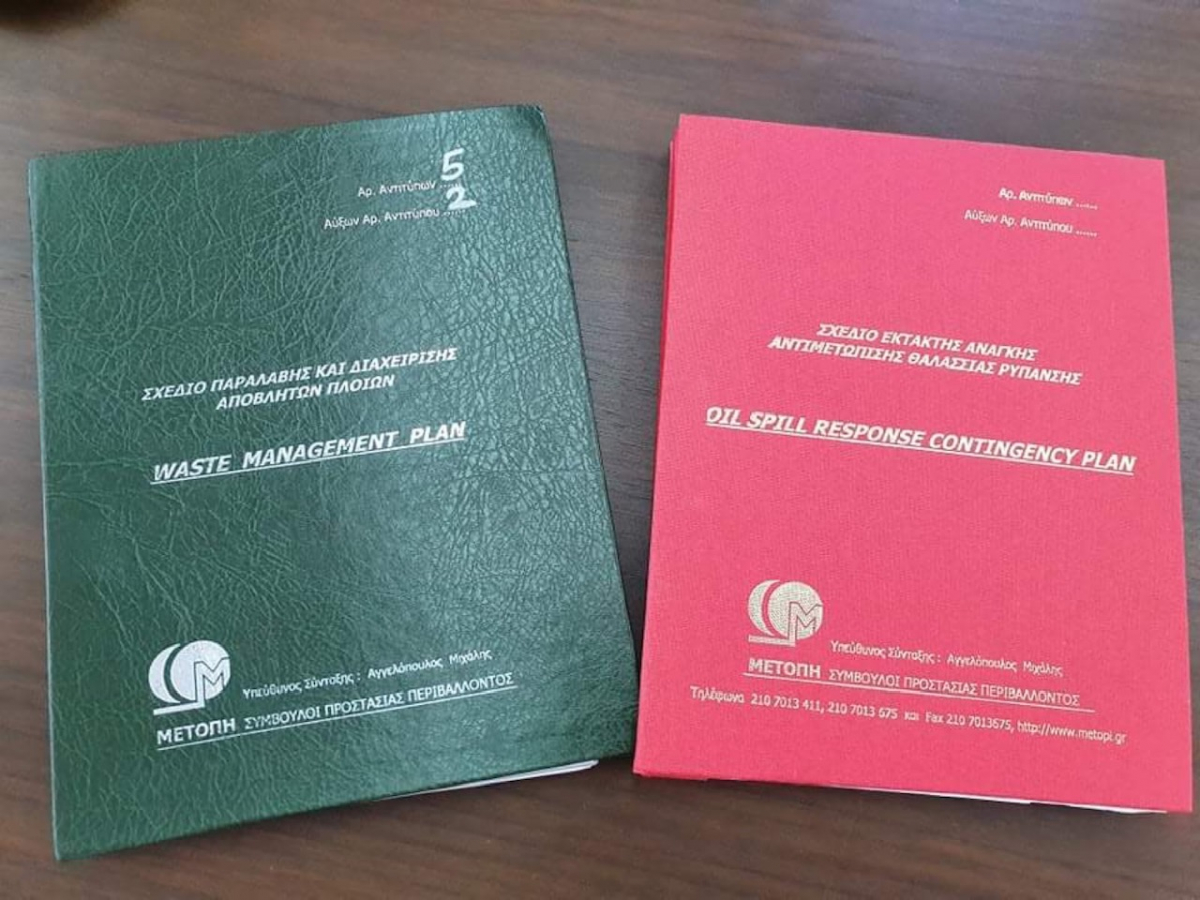 Αρ. Αντιτύπων ...... 5
Αύξων Αρ. Αντιτύπου ...... 2
ΣΧΕΔΙΟ ΠΑΡΑΛΑΒΗΣ ΚΑΙ ΔΙΑΧΕΙΡΙΣΗΣ
ΑΠΟΒΛΗΤΩΝ ΠΛΟΙΩΝ
WASTE MANAGEMENT PLAN
M
Υπεύθυνος Σύνταξης : Αγγελόπουλος Μιχάλης
ΜΕΤΟΠΗ ΣΥΜΒΟΥΛΟΙ ΠΡΟΣΤΑΣΙΑΣ ΠΕΡΙΒΑΛΛΟΝΤΟΣ
Αρ. Αντιτύπων ......
Αύξων Αρ. Αντιτύπου ......
ΣΧΕΔΙΟ ΕΚΤΑΚΤΗΣ ΑΝΑΓΚΗΣ
ΑΝΤΙΜΕΤΩΠΙΣΗΣ ΘΑΛΑΣΣΙΑΣ ΡΥΠΑΝΣΗΣ
OIL SPILL RESPONSE CONTINGENCY PLAN
M
Υπεύθυνος Σύνταξης : Αγγελόπουλος Μιχάλης
ΜΕΤΟΠΗ ΣΥΜΒΟΥΛΟΙ ΠΡΟΣΤΑΣΙΑΣ ΠΕΡΙΒΑΛΛΟΝΤΟΣ
Τηλέφωνα 210 7013 411, 210 7013 675 και Fax 210 7013675, http://www.metopi.gr